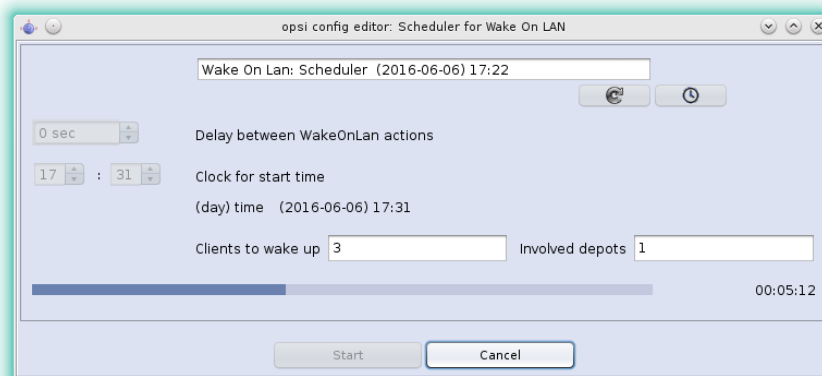 opsi config editor: Scheduler for Wake On LAN
Wake On Lan: Scheduler (2016-06-06) 17:22
0 sec Delay between WakeOnLan actions
17 : 31 Clock for start time
(day) time (2016-06-06) 17:31
Clients to wake up 3 Involved depots 1
00:05:12
Start Cancel